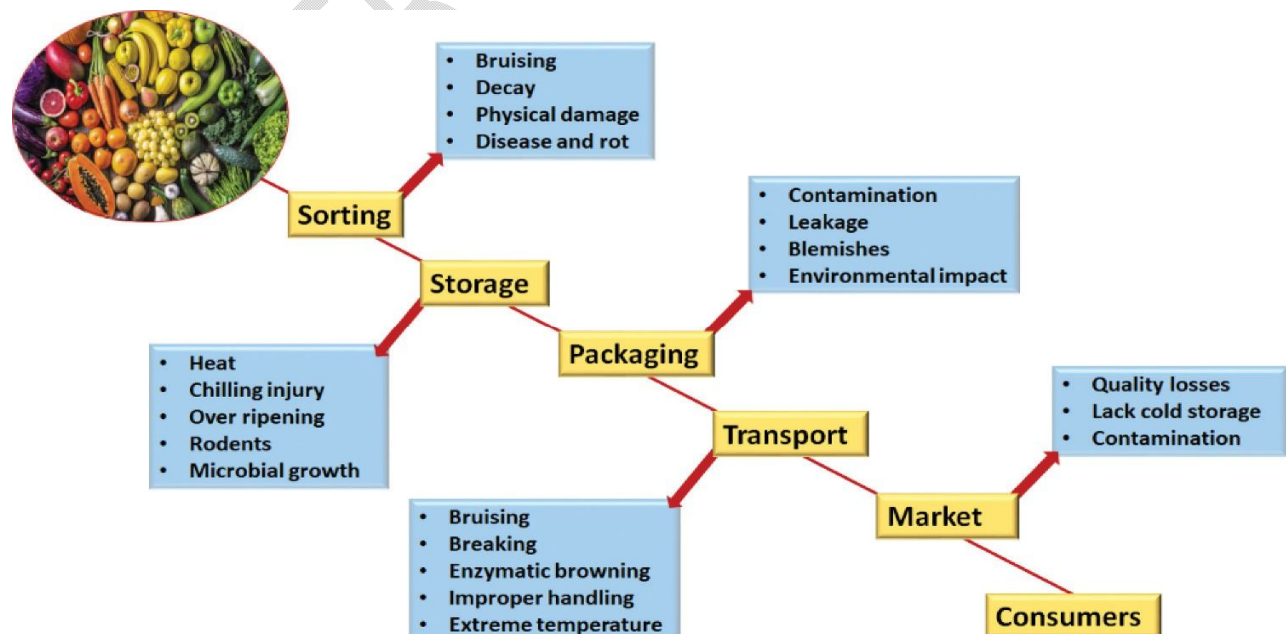 • Bruising
• Decay
• Physical damage
• Disease and rot
Sorting
• Contamination
• Leakage
• Blemishes
• Environmental impact
Storage
Packaging
• Heat
• Chilling injury
• Over ripening
• Rodents
• Microbial growth
• Quality losses
• Lack cold storage
• Contamination
Transport
Market
• Bruising
• Breaking
• Enzymatic browning
• Improper handling
• Extreme temperature
Consumers